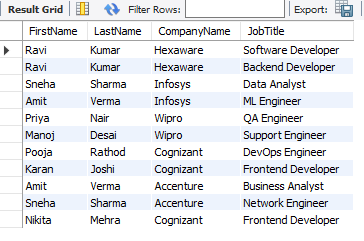 Result Grid Filter Rows: Export:
FirstName LastName CompanyName JobTitle
Ravi Kumar Hexaware Software Developer
Ravi Kumar Hexaware Backend Developer
Sneha Sharma Infosys Data Analyst
Amit Verma Infosys ML Engineer
Priya Nair Wipro QA Engineer
Manoj Desai Wipro Support Engineer
Pooja Rathod Cognizant DevOps Engineer
Karan Joshi Cognizant Frontend Developer
Amit Verma Accenture Business Analyst
Sneha Sharma Accenture Network Engineer
Nikita Mehra Cognizant Frontend Developer